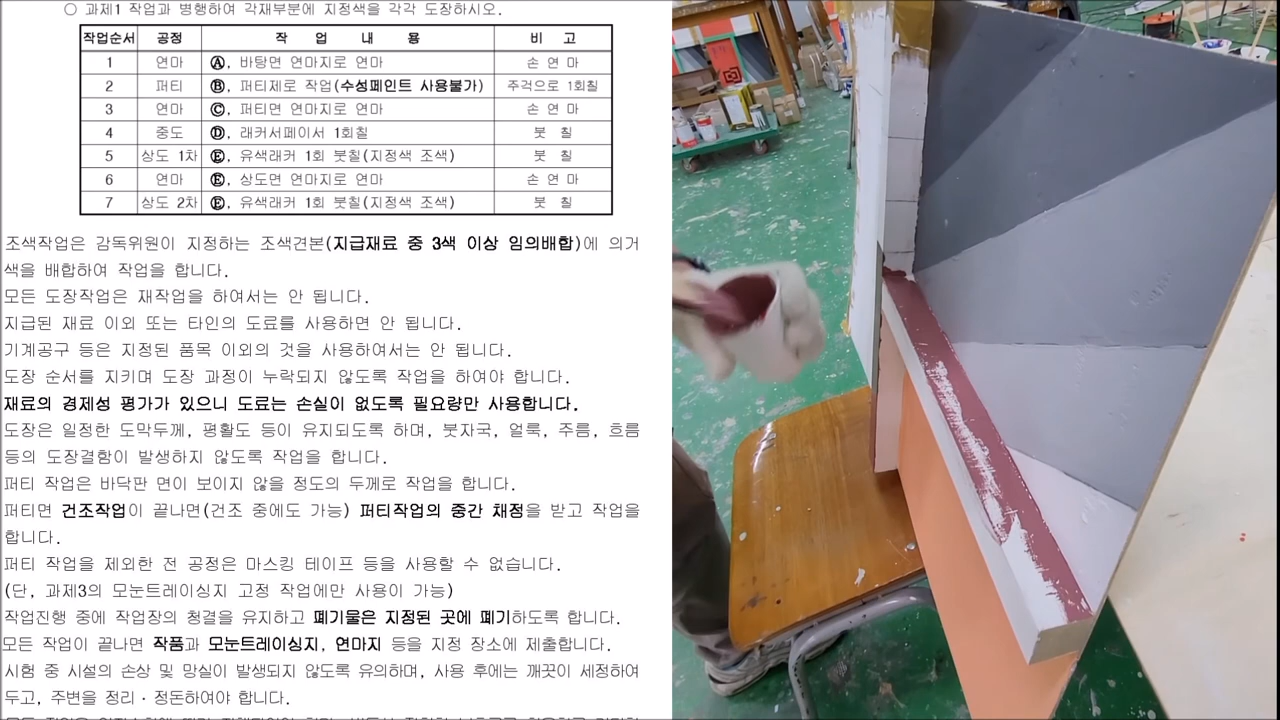 ○ 과제1 작업과 병행하여 각재부분에 지정색을 각각 도장하시오.
작업순서 공정 작 업 내 용 비 고
1 연마 Ⓐ, 바탕면 연마지로 연마 손 연 마
2 퍼티 Ⓑ, 퍼티제로 작업(수성페인트 사용불가) 주걱으로 1회칠
3 연마 Ⓒ, 퍼티면 연마지로 연마 손 연 마
4 중도 Ⓓ, 래커서페이서 1회칠 붓 칠
5 상도 1차 Ⓔ, 유색래커 1회 붓칠(지정색 조색) 붓 칠
6 연마 Ⓔ, 상도면 연마지로 연마 손 연 마
7 상도 2차 Ⓔ, 유색래커 1회 붓칠(지정색 조색) 붓 칠
조색작업은 감독위원이 지정하는 조색견본(지급재료 중 3색 이상 임의배합)에 의거
색을 배합하여 작업을 합니다.
모든 도장작업은 재작업을 하여서는 안 됩니다.
지급된 재료 이외 또는 타인의 도료를 사용하면 안 됩니다.
기계공구 등은 지정된 품목 이외의 것을 사용하여서는 안 됩니다.
도장 순서를 지키며 도장 과정이 누락되지 않도록 작업을 하여야 합니다.
재료의 경제성 평가가 있으니 도료는 손실이 없도록 필요량만 사용합니다.
도장은 일정한 도막두께, 평활도 등이 유지되도록 하며, 붓자국, 얼룩, 주름, 흐름
등의 도장결함이 발생하지 않도록 작업을 합니다.
퍼티 작업은 바닥판 면이 보이지 않을 정도의 두께로 작업을 합니다.
퍼티면 건조작업이 끝나면(건조 중에도 가능) 퍼티작업의 중간 채점을 받고 작업을
합니다.
퍼티 작업을 제외한 전 공정은 마스킹 테이프 등을 사용할 수 없습니다.
(단, 과제3의 모눈트레이싱지 고정 작업에만 사용이 가능)
작업진행 중에 작업장의 청결을 유지하고 폐기물은 지정된 곳에 폐기하도록 합니다.
모든 작업이 끝나면 작품과 모눈트레이싱지, 연마지 등을 지정 장소에 제출합니다.
시험 중 시설의 손상 및 망실이 발생되지 않도록 유의하며, 사용 후에는 깨끗이 세정하여
두고, 주변을 정리·정돈하여야 합니다.